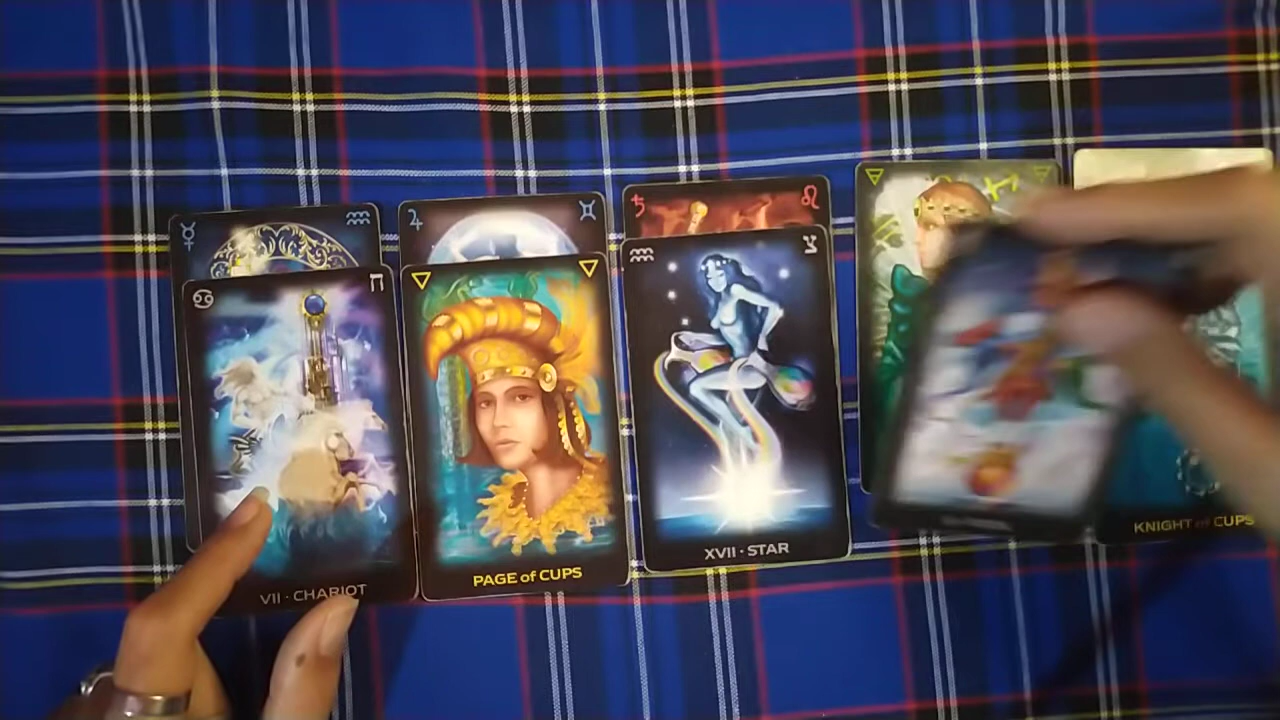 VII · CHARIOT
PAGE of CUPS
XVII · STAR
KNIGHT of CUPS
ח
צ